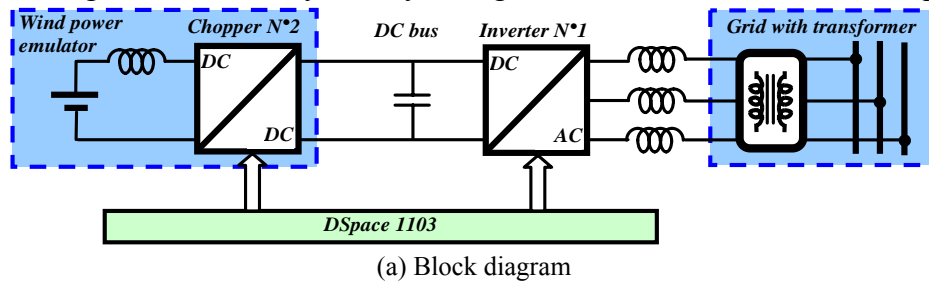 Wind power
emulator
Chopper N°2
DC bus
Inverter N°1
Grid with transformer
DC
DC
DC
AC
DSpace 1103
(a) Block diagram